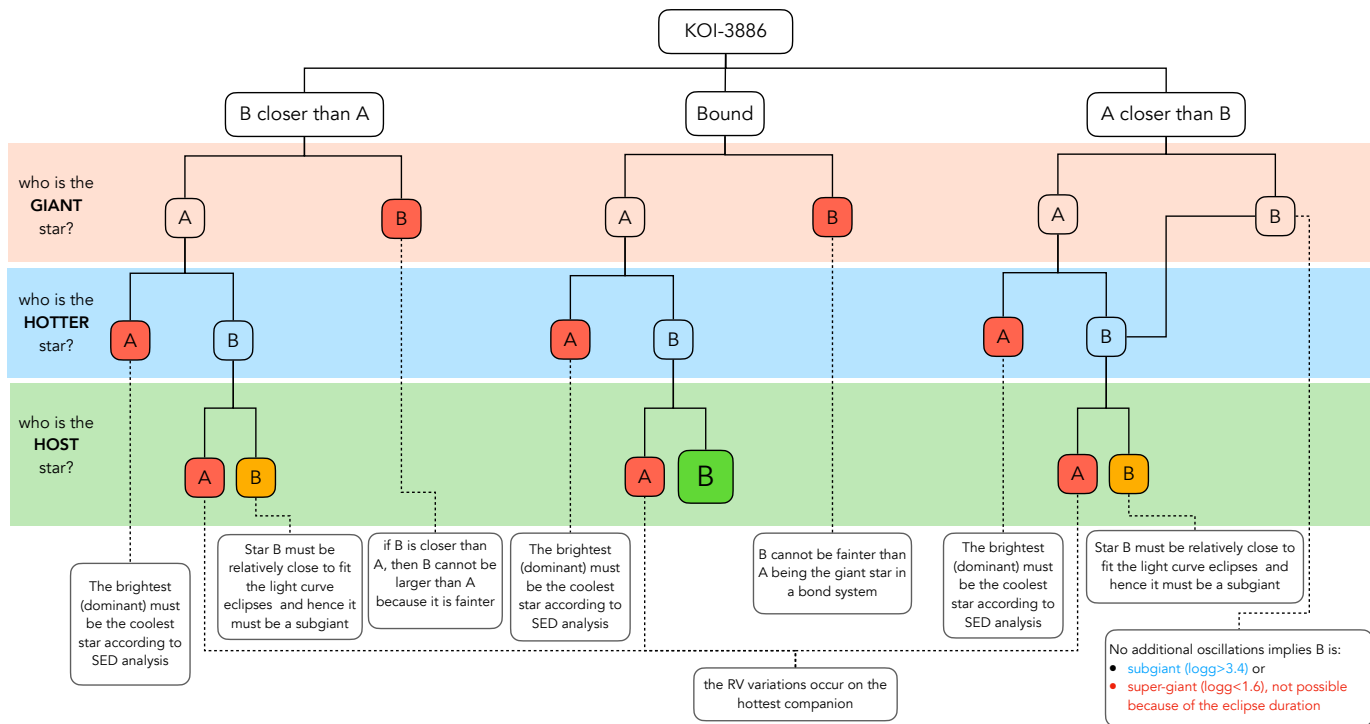 KOI-3886
B closer than A
Bound
A closer than B
who is the
GIANT
star?
A
B
A
B
A
B
who is the
HOTTER
star?
A
B
A
B
A
B
who is the
HOST
star?
A
B
A
B
A
B
The brightest
(dominant) must
be the coolest
star according to
SED analysis
Star B must be
relatively close to fit
the light curve
eclipses and hence it
must be a subgiant
if B is closer than
A, then B cannot be
larger than A
because it is fainter
The brightest
(dominant) must
be the coolest
star according to
SED analysis
B cannot be fainter than
A being the giant star in
a bond system
The brightest
(dominant) must
be the coolest
star according to
SED analysis
Star B must be relatively close to
fit the light curve eclipses and
hence it must be a subgiant
the RV variations occur on the
hottest companion
No additional oscillations implies B is:
• subgiant (logg>3.4) or
• super-giant (logg<1.6), not possible
because of the eclipse duration